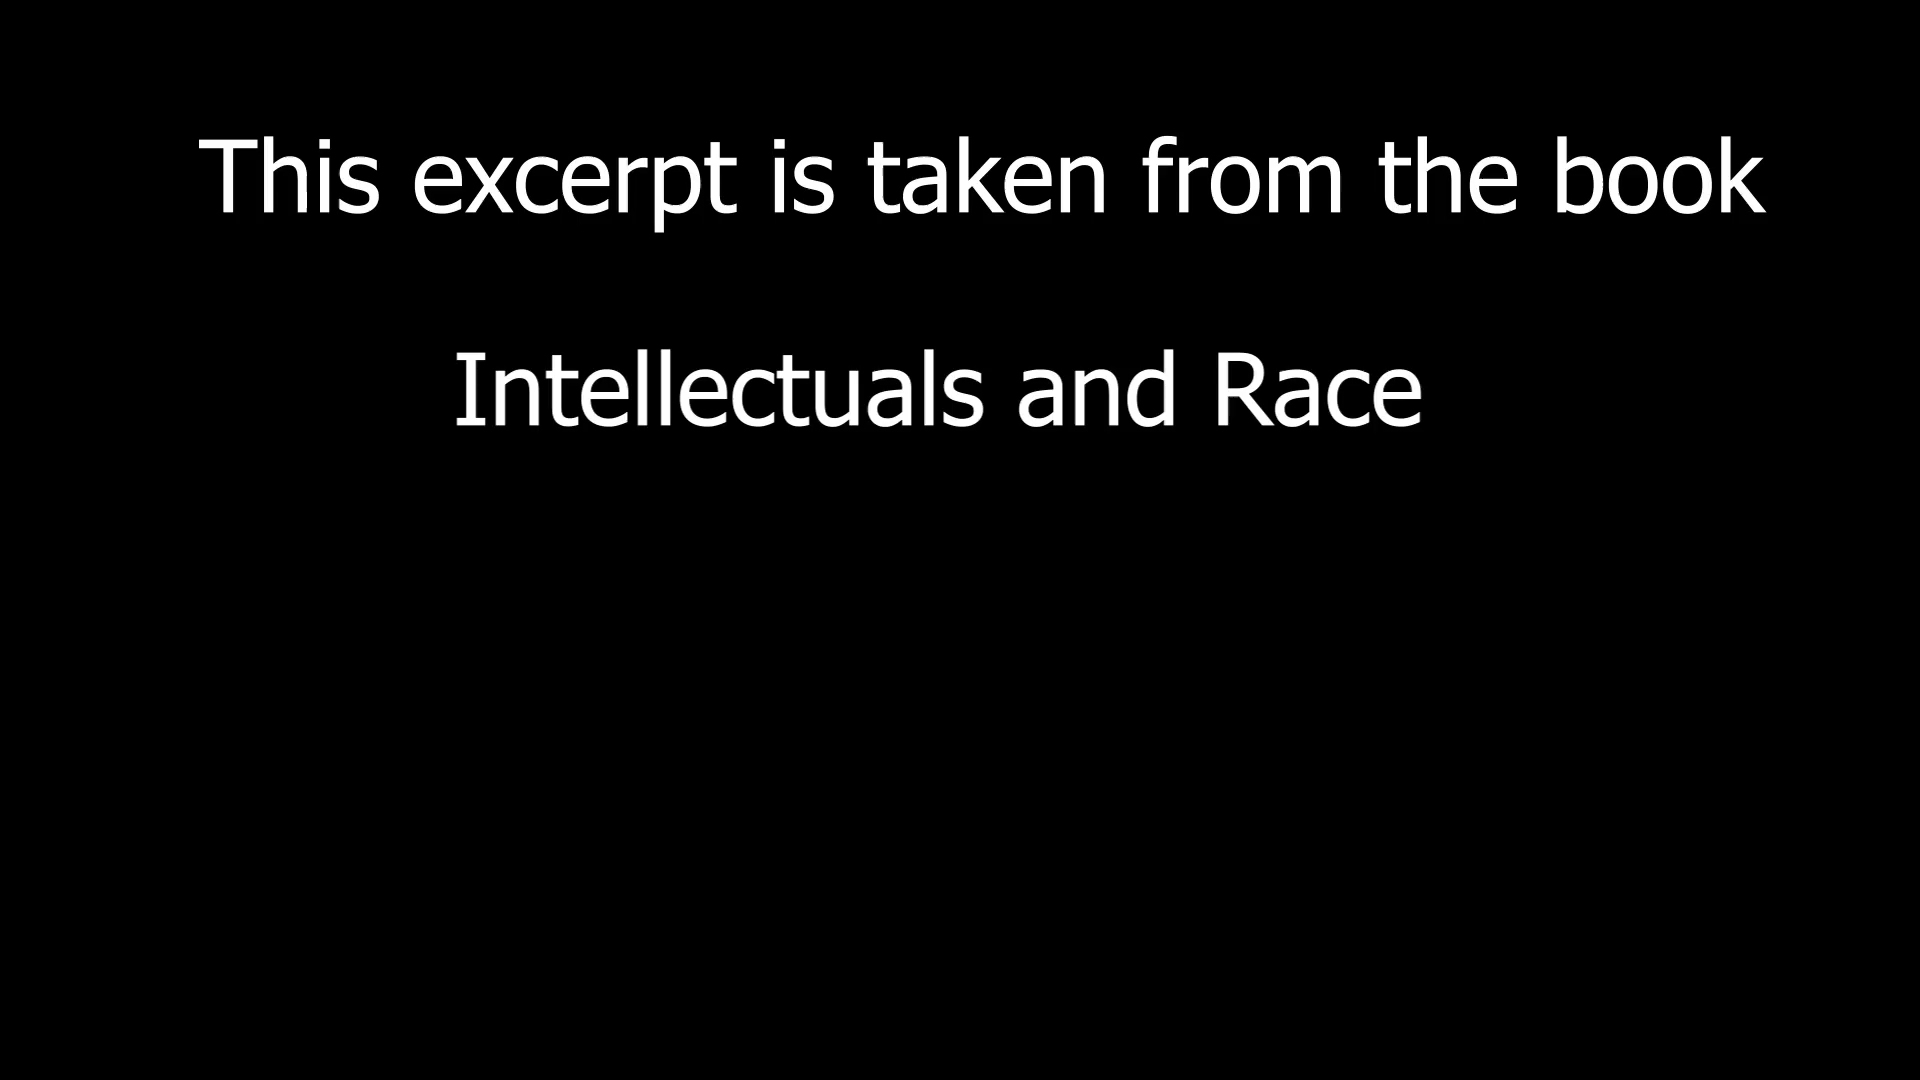 This excerpt is taken from the book
Intellectuals and Race